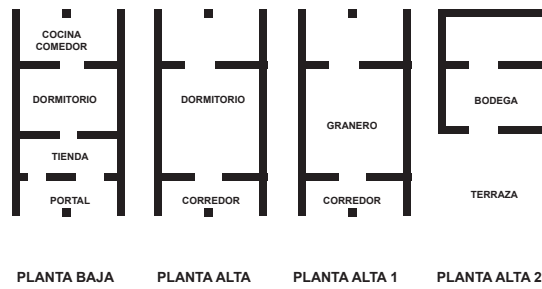 COCINA
COMEDOR
DORMITORIO
TIENDA
PORTAL
PLANTA BAJA
DORMITORIO
CORREDOR
PLANTA ALTA
GRANERO
CORREDOR
PLANTA ALTA 1
BODEGA
TERRAZA
PLANTA ALTA 2